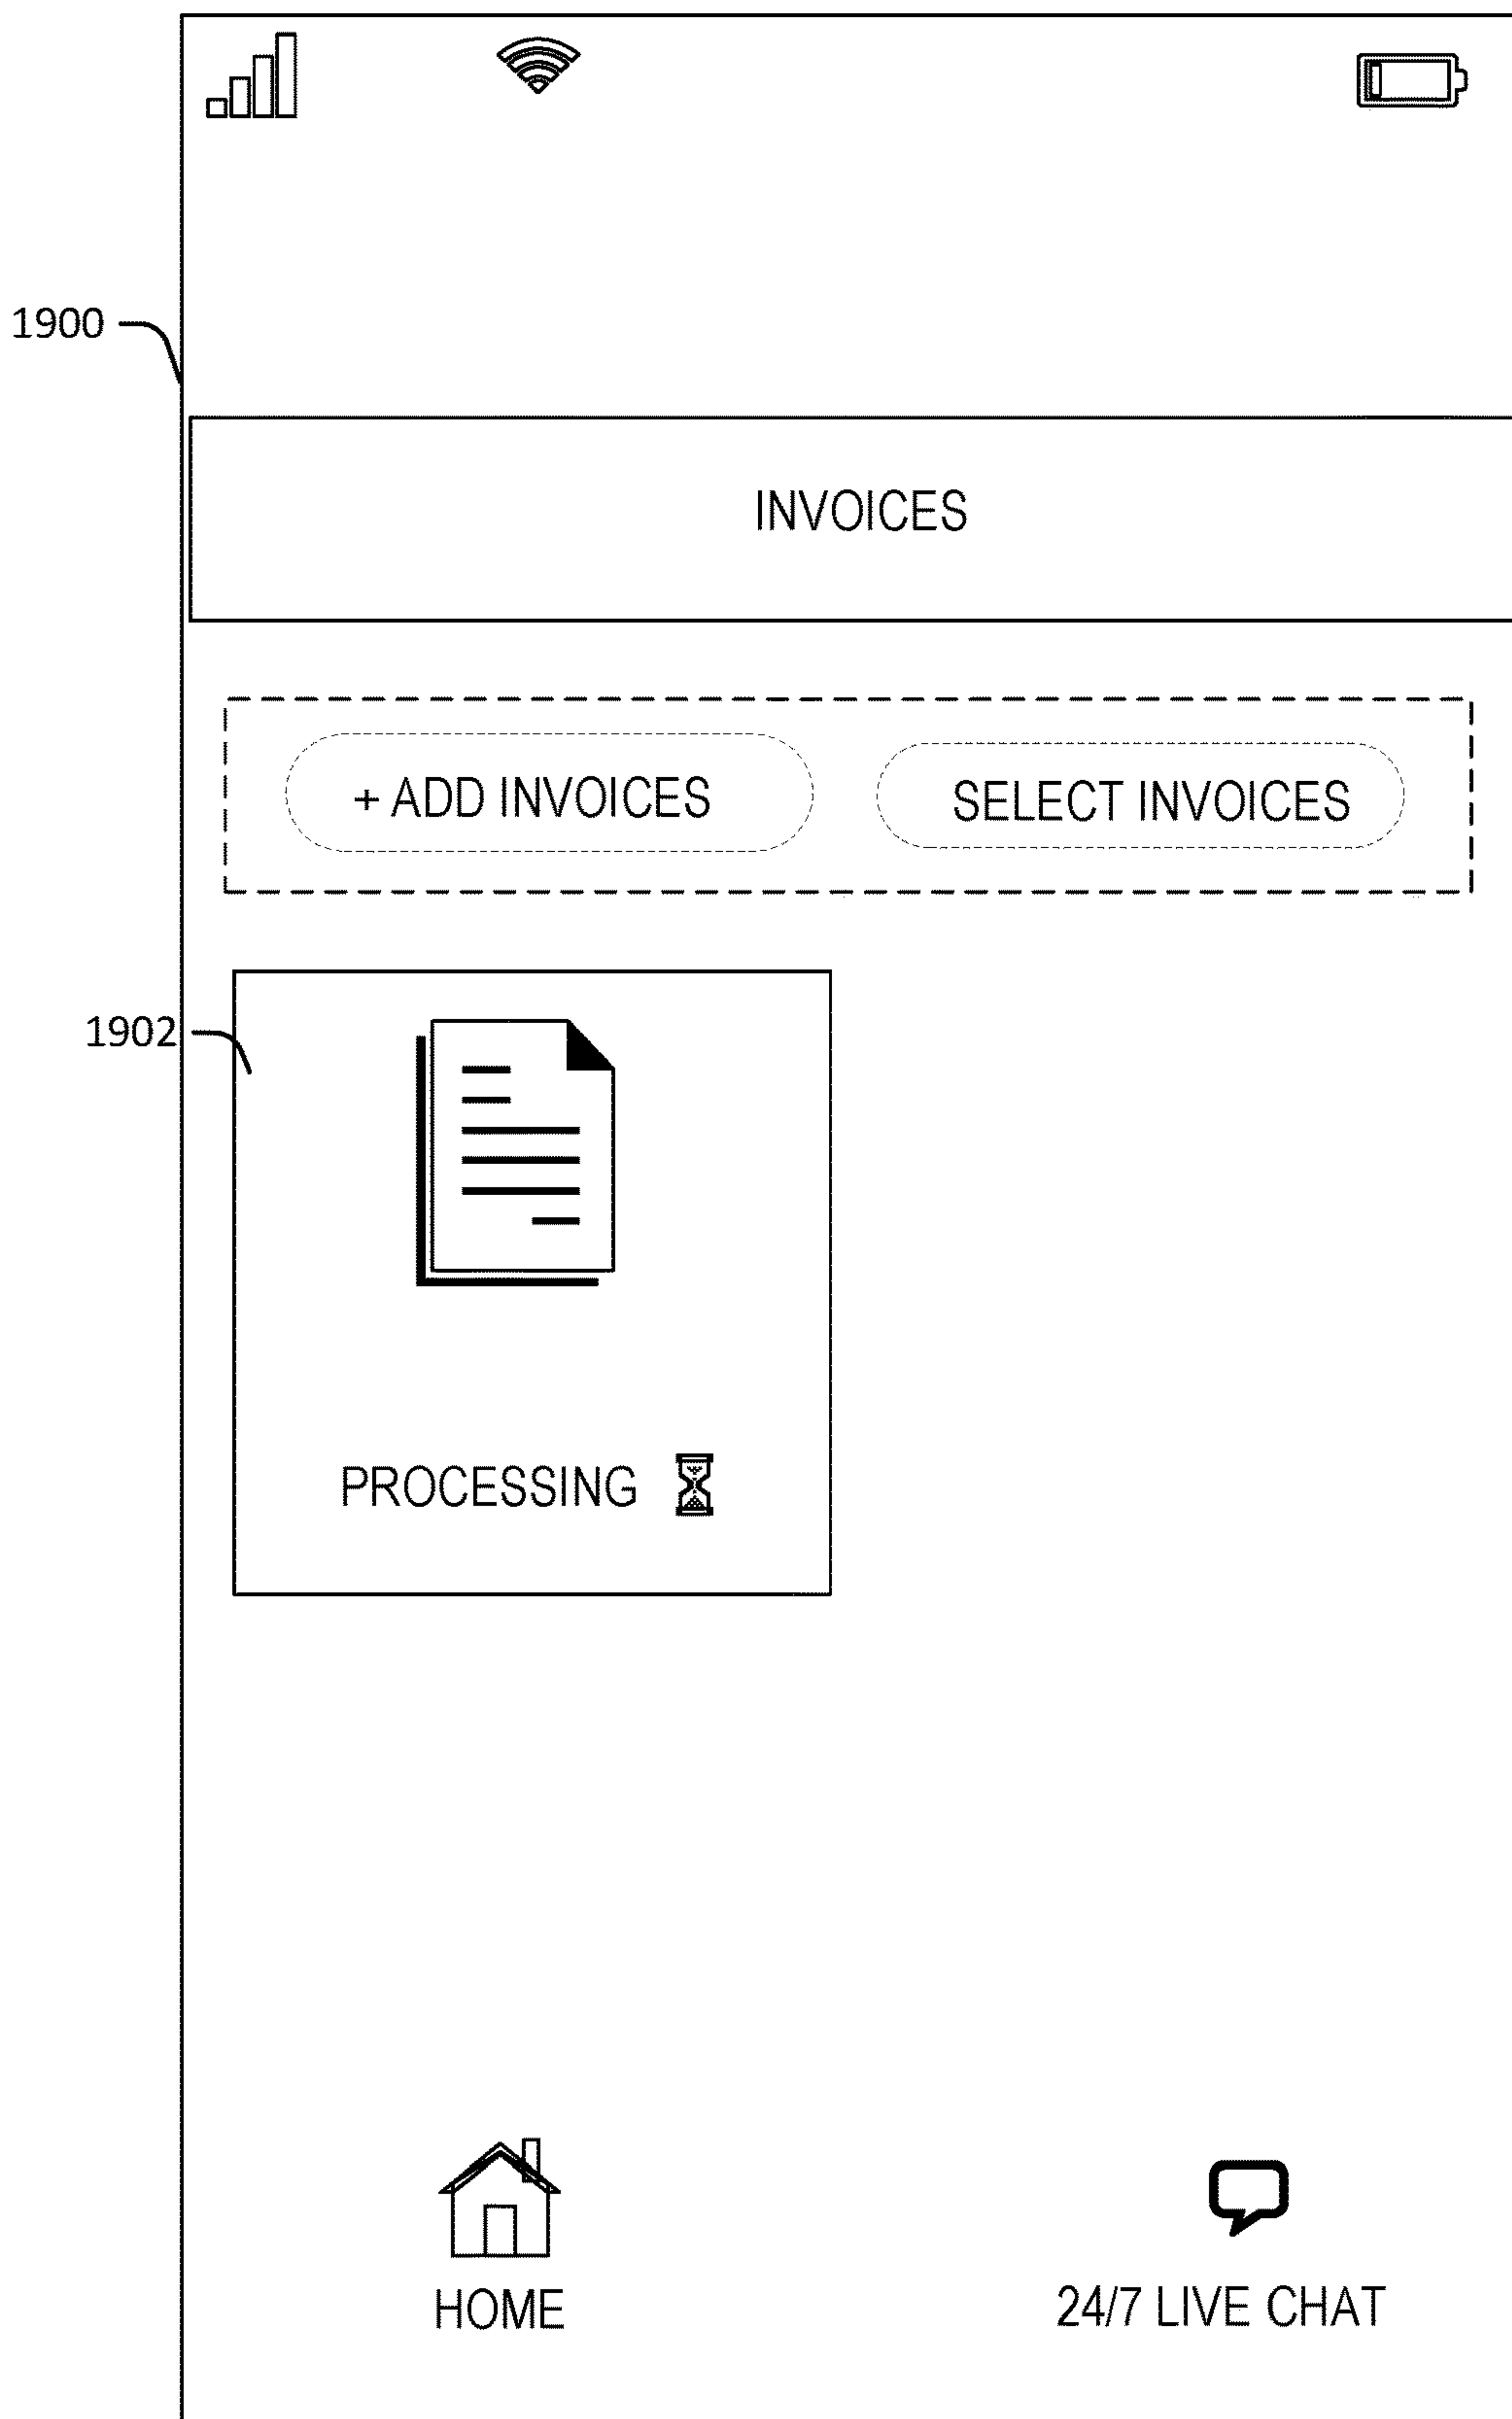 1900
INVOICES
+ ADD INVOICES
SELECT INVOICES
1902
PROCESSING
HOME
24/7 LIVE CHAT